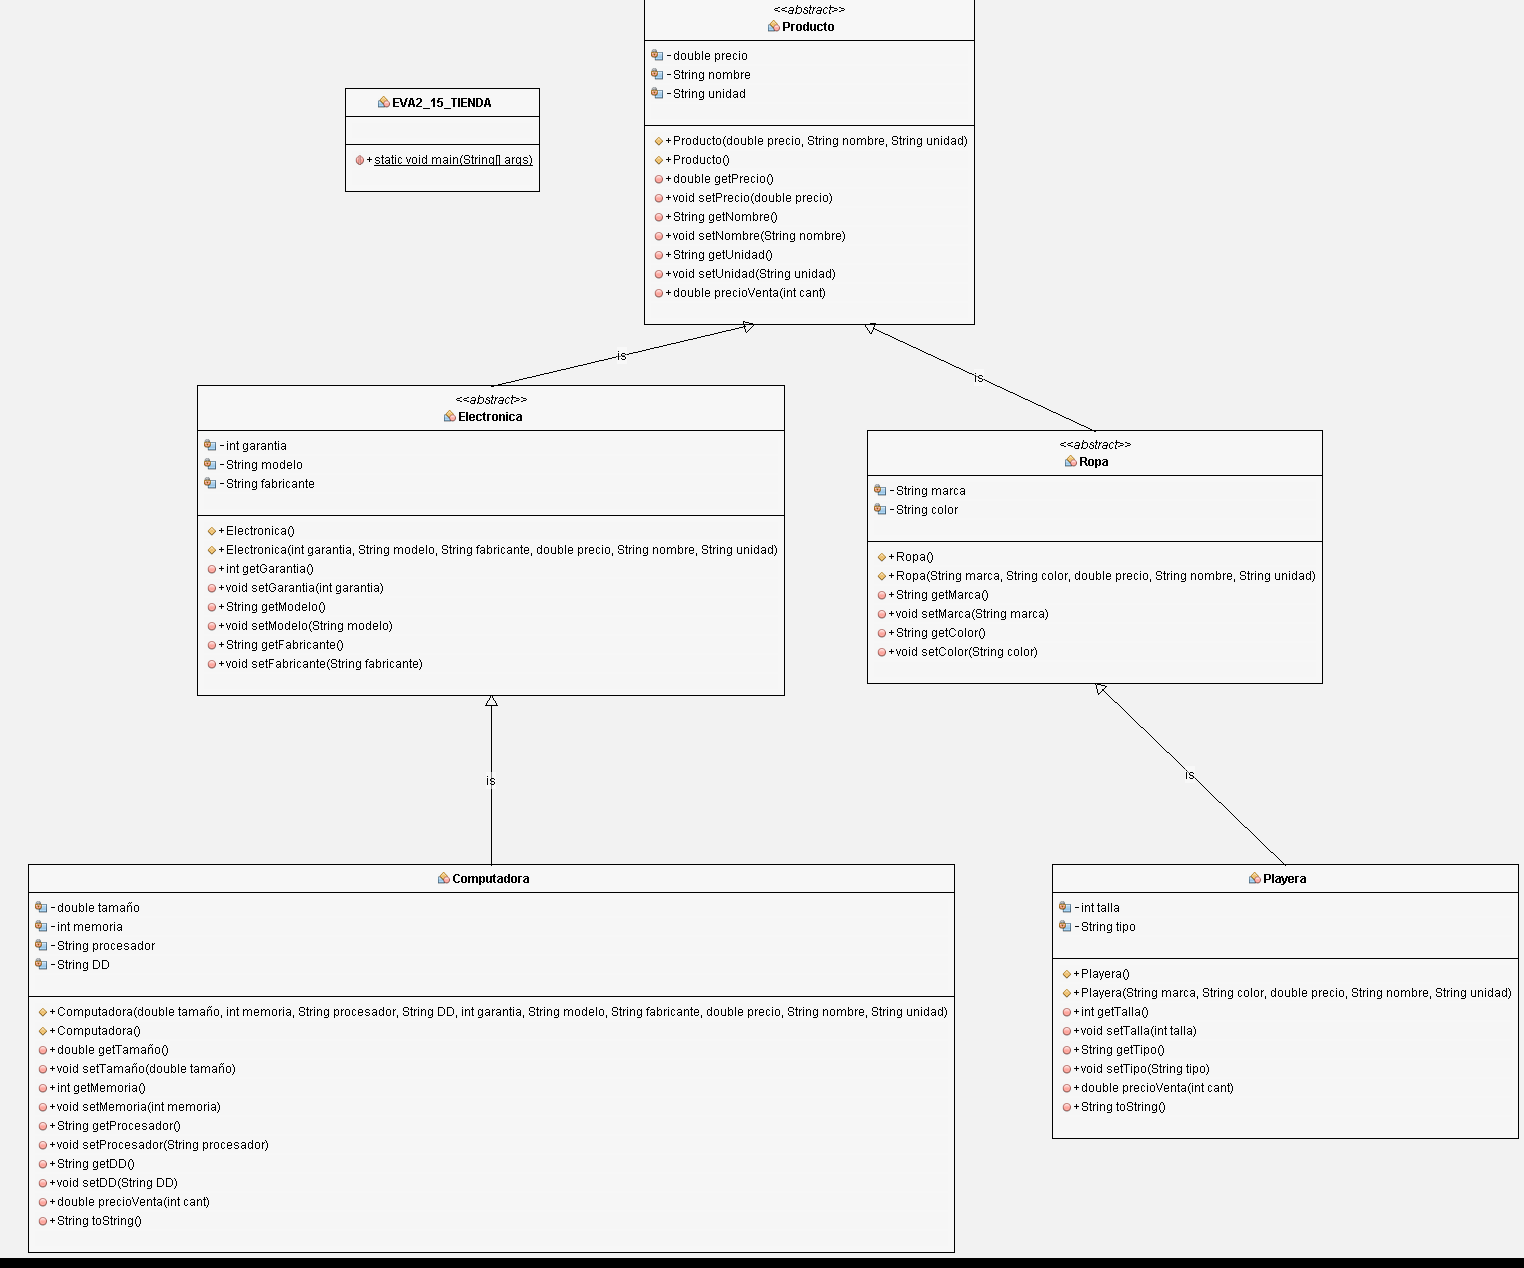 <<abstract>>
Producto
- double precio
- String nombre
- String unidad
+ Producto(double precio, String nombre, String unidad)
+ Producto()
+ double getPrecio()
+ void setPrecio(double precio)
+ String getNombre()
+ void setNombre(String nombre)
+ String getUnidad()
+ void setUnidad(String unidad)
+ double precioVenta(int cant)
EVA2_15_TIENDA
+ static void main(String[] args)
is
is
<<abstract>>
Electronica
- int garantia
- String modelo
- String fabricante
+ Electronica()
+ Electronica(int garantia, String modelo, String fabricante, double precio, String nombre, String unidad)
+ int getGarantia()
+ void setGarantia(int garantia)
+ String getModelo()
+ void setModelo(String modelo)
+ String getFabricante()
+ void setFabricante(String fabricante)
<<abstract>>
Ropa
- String marca
- String color
+ Ropa()
+ Ropa(String marca, String color, double precio, String nombre, String unidad)
+ String getMarca()
+ void setMarca(String marca)
+ String getColor()
+ void setColor(String color)
is
is
Computadora
- double tamaño
- int memoria
- String procesador
- String DD
+ Computadora(double tamaño, int memoria, String procesador, String DD, int garantia, String modelo, String fabricante, double precio, String nombre, String unidad)
+ Computadora()
+ double getTamaño()
+ void setTamaño(double tamaño)
+ int getMemoria()
+ void setMemoria(int memoria)
+ String getProcesador()
+ void setProcesador(String procesador)
+ String getDD()
+ void setDD(String DD)
+ double precioVenta(int cant)
+ String toString()
Playera
- int talla
- String tipo
+ Playera()
+ Playera(String marca, String color, double precio, String nombre, String unidad)
+ int getTalla()
+ void setTalla(int talla)
+ String getTipo()
+ void setTipo(String tipo)
+ double precioVenta(int cant)
+ String toString()